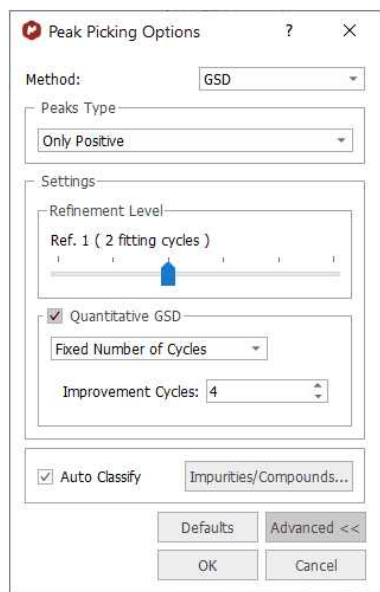 Peak Picking Options ?
Method: GSD
Peaks Type
Only Positive
Settings
Refinement Level
Ref. 1 ( 2 fitting cycles )
Quantitative GSD
Fixed Number of Cycles
Improvement Cycles: 4
Auto Classify Impurities/Compounds...
Defaults Advanced <<
OK Cancel